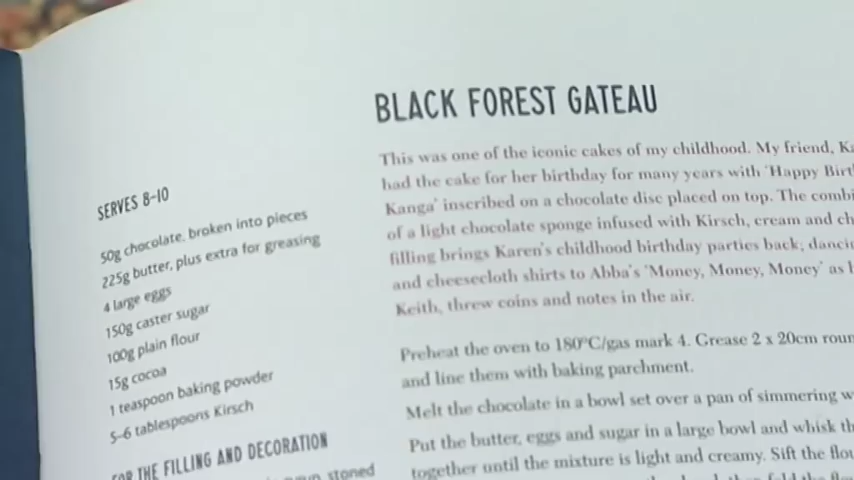 BLACK FOREST GATEAU
SERVES 8–10
50g chocolate, broken into pieces
225g butter, plus extra for greasing
4 large eggs
150g caster sugar
100g plain flour
15g cocoa
1 teaspoon baking powder
5–6 tablespoons Kirsch
FOR THE FILLING AND DECORATION
stoned
This was one of the iconic cakes of my childhood. My friend,
had the cake for her birthday for many years with 'Happy
Kanga' inscribed on a chocolate disc placed on top. The
of a light chocolate sponge infused with Kirsch, cream and
filling brings Karen's childhood birthday parties back;
and cheesecloth shirts to Abba's 'Money, Money, Money' as
Keith, threw coins and notes in the air.
Preheat the oven to 180°C/gas mark 4. Grease 2 x 20cm
and line them with baking parchment.
Melt the chocolate in a bowl set over a pan of simmering
Put the butter, eggs and sugar in a large bowl and whisk
together until the mixture is light and creamy. Sift the